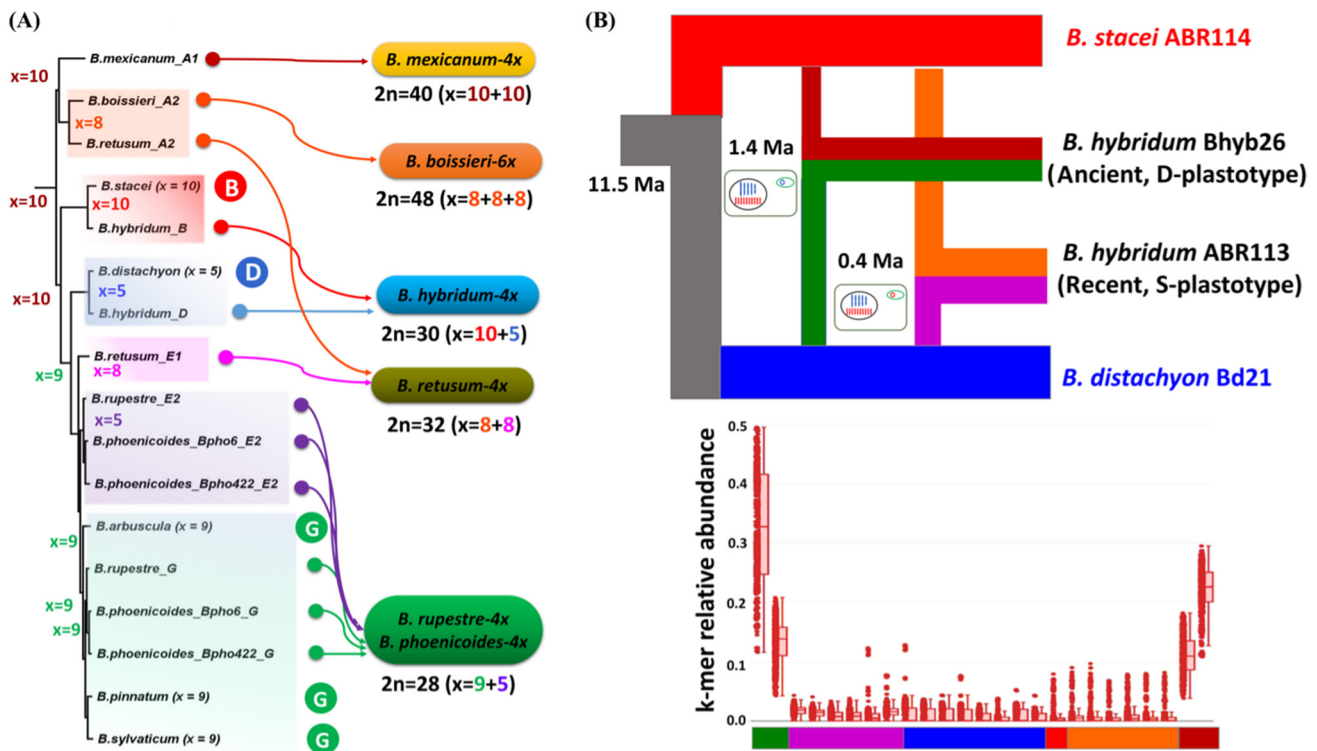 (A)
x=10
B.mexicanum_A1
B. mexicanum-4x
2n=40 (x=10+10)
B.boissieri_A2
x=8
B.retusum_A2
B. boissieri-6x
2n=48 (x=8+8+8)
x=10
B.stacei (x = 10)
B
x=10
B.hybridum_B
B.distachyon (x = 5)
D
x=5
B.hybridum_D
x=10
B. hybridum-4x
2n=30 (x=10+5)
B.retusum_E1
x=8
x=9
B. retusum-4x
2n=32 (x=8+8)
B.rupestre_E2
x=5
B.phoenicoides_Bpho6_E2
B.phoenicoides_Bpho422_E2
B.arbuscula (x = 9)
G
x=9
B.rupestre_G
x=9
B.phoenicoides_Bpho6_G
x=9
B.phoenicoides_Bpho422_G
B. rupestre-4x
B. phoenicoides-4x
2n=28 (x=9+5)
B.pinnatum (x = 9)
G
B.sylvaticum (x = 9)
G
(B)
B. stacei ABR114
1.4 Ma
B. hybridum Bhyb26
(Ancient, D-plastotype)
11.5 Ma
0.4 Ma
B. hybridum ABR113
(Recent, S-plastotype)
B. distachyon Bd21
k-mer relative abundance
0.5
0.4
0.3
0.2
0.1
0.0